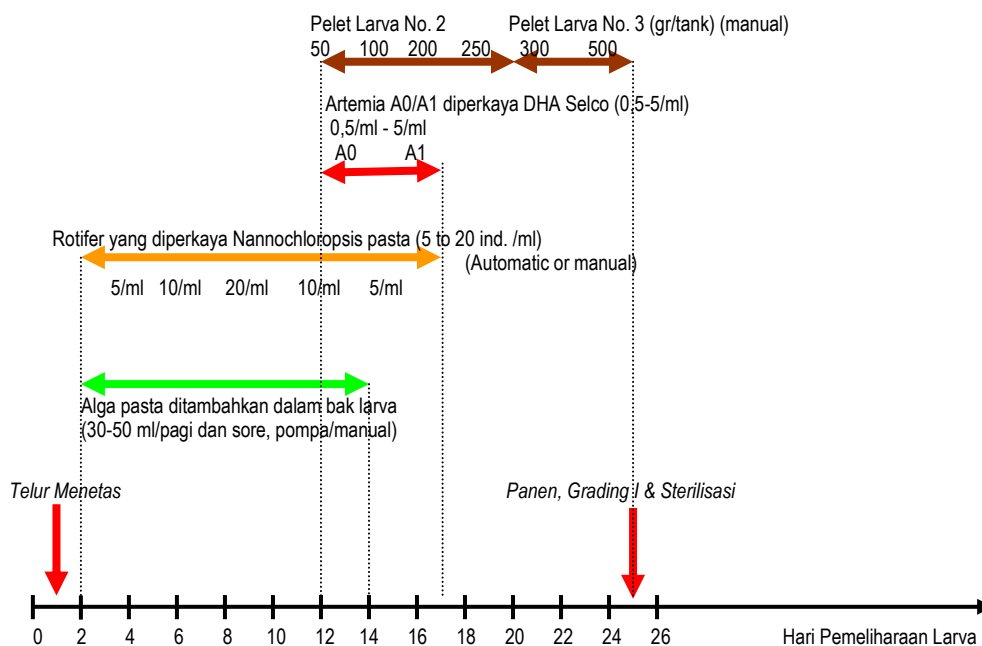 Pelet Larva No. 2 Pelet Larva No. 3 (gr/tank) (manual)
50 100 200 250 300 500
Artemia A0/A1 diperkaya DHA Selco (0,5-5/ml)
0,5/ml - 5/ml
A0 A1
Rotifer yang diperkaya Nannochloropsis pasta (5 to 20 ind. /ml)
(Automatic or manual)
5/ml 10/ml 20/ml 10/ml 5/ml
Alga pasta ditambahkan dalam bak larva
(30-50 ml/pagi dan sore, pompa/manual)
Telur Menetas Panen, Grading I & Sterilisasi
0 2 4 6 8 10 12 14 16 18 20 22 24 26 Hari Pemeliharaan Larva